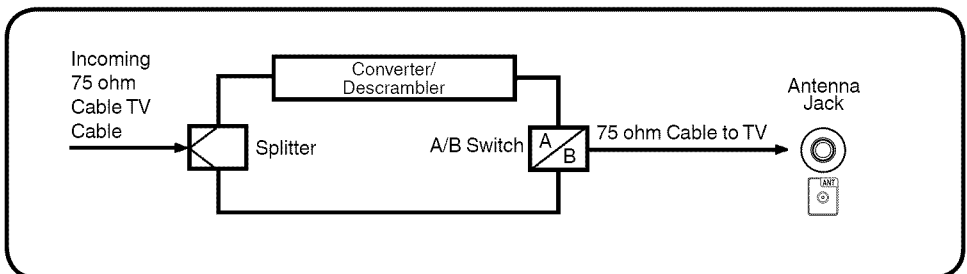 Incoming
75 ohm
Cable TV
Cable
Converter/
Descrambler
Splitter
A/B Switch
A
B
75 ohm Cable to TV
Antenna
Jack
ANT